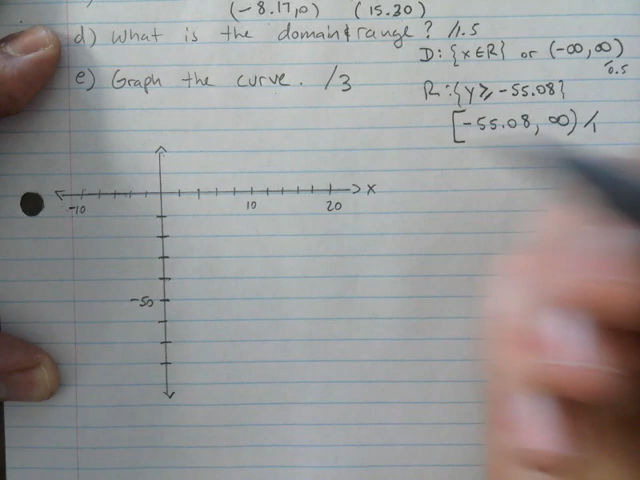 (-8.17,0) (15.30)
d) What is the domain & range? /1.5
D: {x∈R} or (-∞,∞)
/0.5
e) Graph the curve. /3
R: {y ≥ -55.08}
[-55.08, ∞) /1
x
-10 10 20
-50